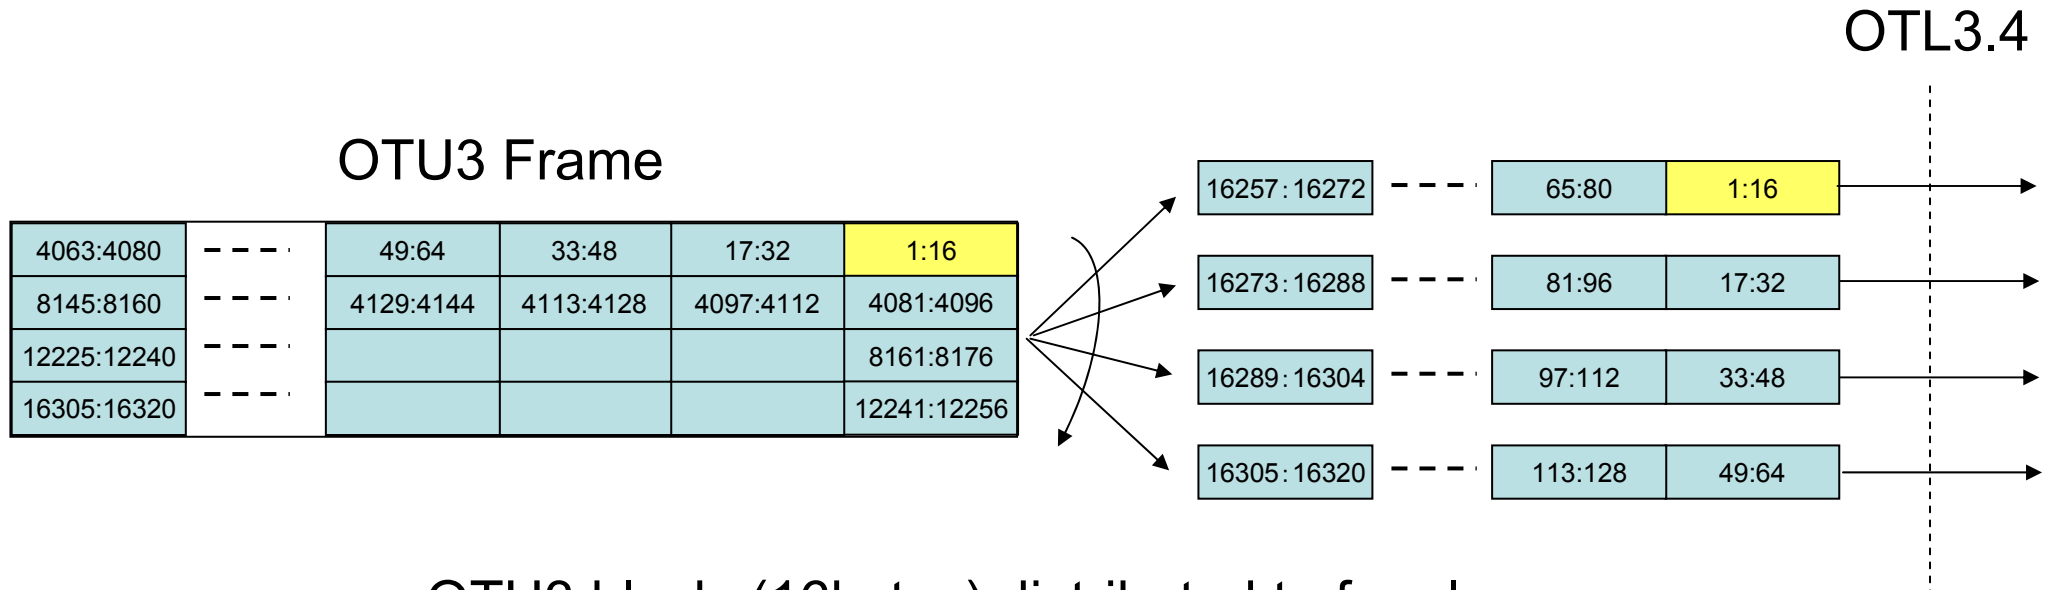 OTL3.4
OTU3 Frame
4063:4080 49:64 33:48 17:32 1:16
8145:8160 4129:4144 4113:4128 4097:4112 4081:4096
12225:12240 8161:8176
16305:16320 12241:12256
16257:16272 65:80 1:16
16273:16288 81:96 17:32
16289:16304 97:112 33:48
16305:16320 113:128 49:64